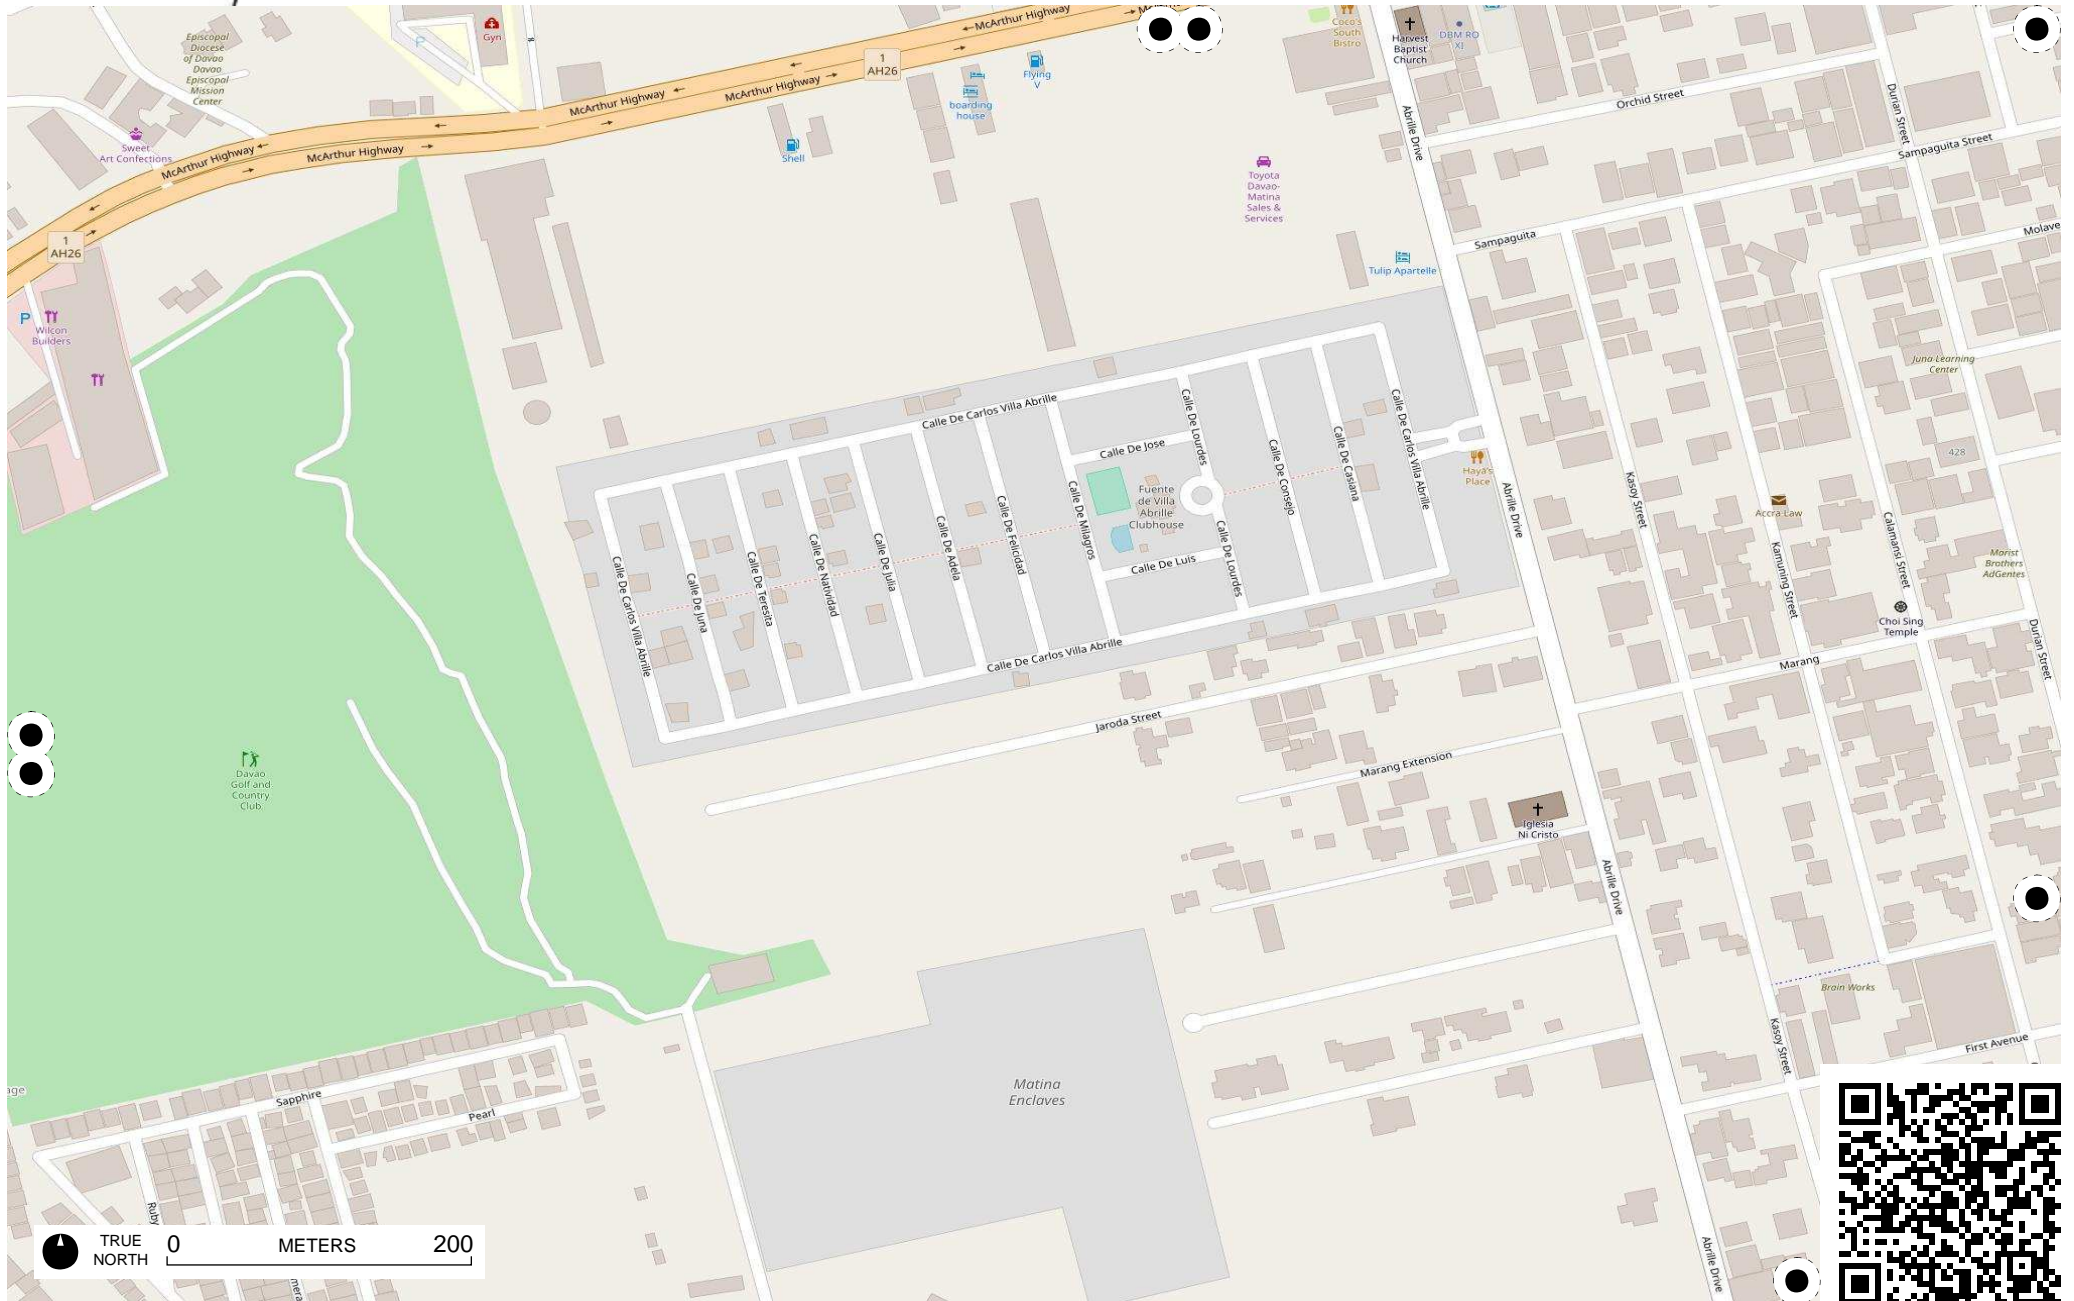 Episcopal
Diocese
of Davao
Davao
Episcopal
Mission
Center
P
Gyn
McArthur Highway
McArthur Highway
McArthur Highway
McArthur Highway
McArthur Highway
1
AH26
1
AH26
Coco's
South
Bistro
Harvest
Baptist
Church
DBM RO
XI
Flying
V
boarding
house
Shell
Sweet
Art Confections
Orchid Street
Durian Street
Abrille Drive
Sampaguita Street
Toyota
Davao-
Matina
Sales &
Services
Tulip Apartelle
Sampaguita
Molave
P
Wilcon
Builders
Juna Learning
Center
Calle De Carlos Villa Abrille
Calle De Jose
Calle De Lourdes
Calle De Consejo
Calle De Casiana
Calle De Carlos Villa Abrille
Haya's
Place
Abrille Drive
Kasoy Street
428
Accra Law
Calamansi Street
Kamuning Street
Marist
Brothers
AdGentes
Choi Sing
Temple
Durian Street
Marang
Fuente
de Villa
Abrille
Clubhouse
Calle De Milagros
Calle De Felicidad
Calle De Adela
Calle De Julia
Calle De Natividad
Calle De Teresita
Calle De Juna
Calle De Carlos Villa Abrille
Calle De Luis
Calle De Lourdes
Calle De Carlos Villa Abrille
Jaroda Street
Marang Extension
Iglesia
Ni Cristo
Davao
Golf and
Country
Club
Abrille Drive
Brain Works
Kasoy Street
First Avenue
Matina
Enclaves
Sapphire
Pearl
Ruby
Abrille Drive
TRUE
NORTH
0
METERS
200